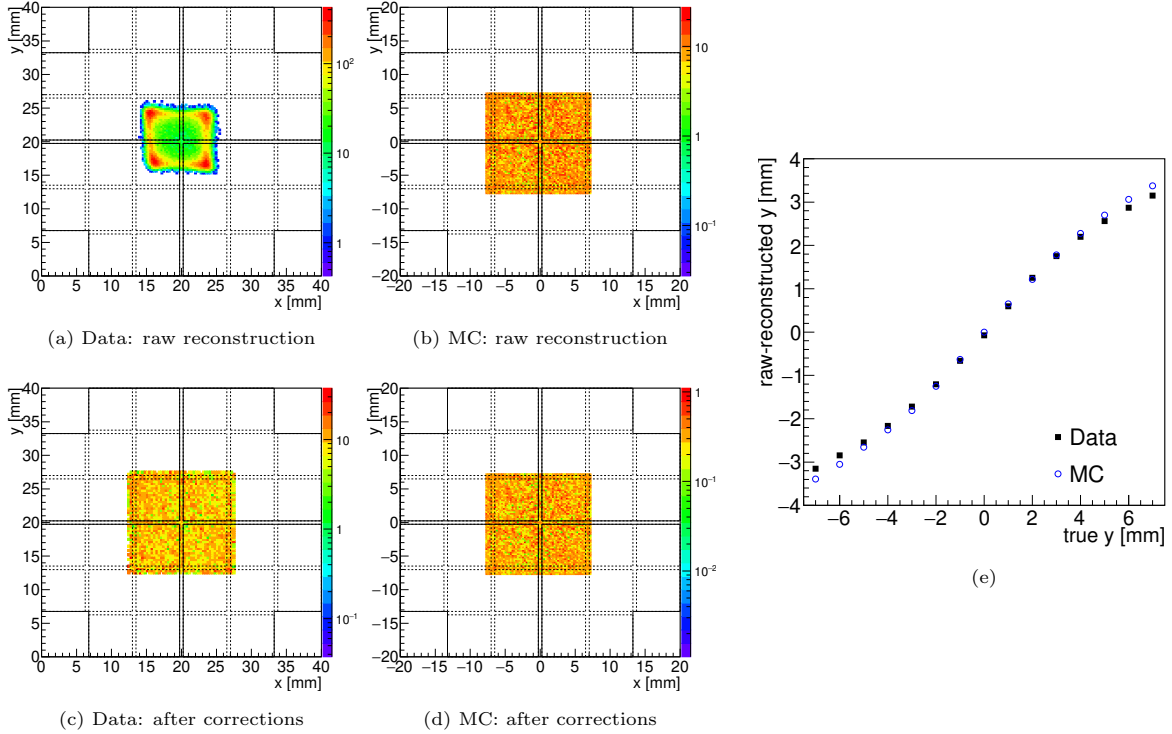 y [mm]
40
35
30
25
20
15
10
5
0
0 5 10 15 20 25 30 35 40
x [mm]
10²
10
1
(a) Data: raw reconstruction
y [mm]
20
15
10
5
0
−5
−10
−15
−20
−20 −15 −10 −5 0 5 10 15 20
x [mm]
10
1
10⁻¹
(b) MC: raw reconstruction
y [mm]
40
35
30
25
20
15
10
5
0
0 5 10 15 20 25 30 35 40
x [mm]
10
1
10⁻¹
(c) Data: after corrections
y [mm]
20
15
10
5
0
−5
−10
−15
−20
−20 −15 −10 −5 0 5 10 15 20
x [mm]
1
10⁻¹
10⁻²
(d) MC: after corrections
raw-reconstructed y [mm]
4
3
2
1
0
−1
−2
−3
−4
Data
MC
−6 −4 −2 0 2 4 6
true y [mm]
(e)